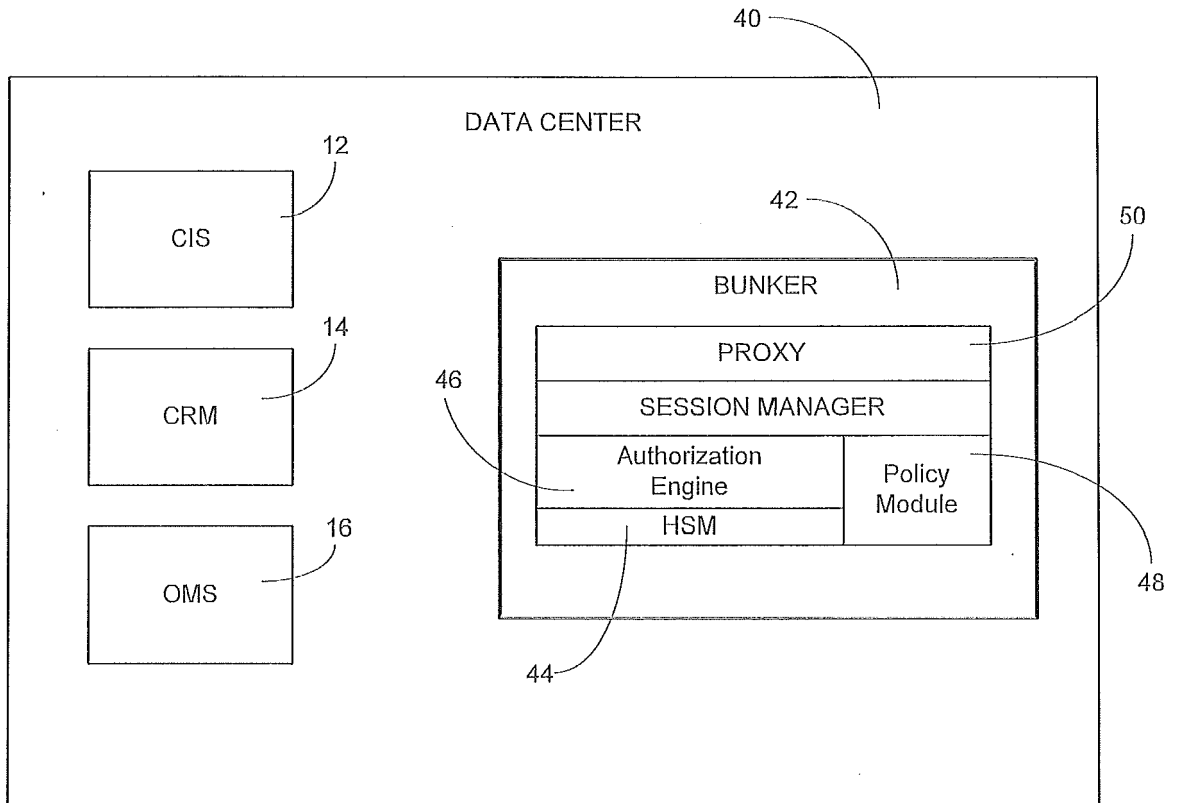 40
DATA CENTER
12
CIS
42
50
BUNKER
14
PROXY
46
CRM
SESSION MANAGER
Authorization
Engine
Policy
Module
HSM
16
OMS
48
44